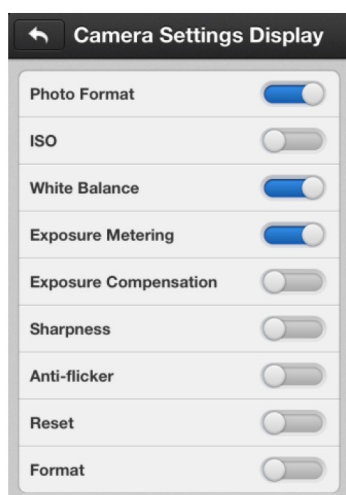 Camera Settings Display
Photo Format
ISO
White Balance
Exposure Metering
Exposure Compensation
Sharpness
Anti-flicker
Reset
Format